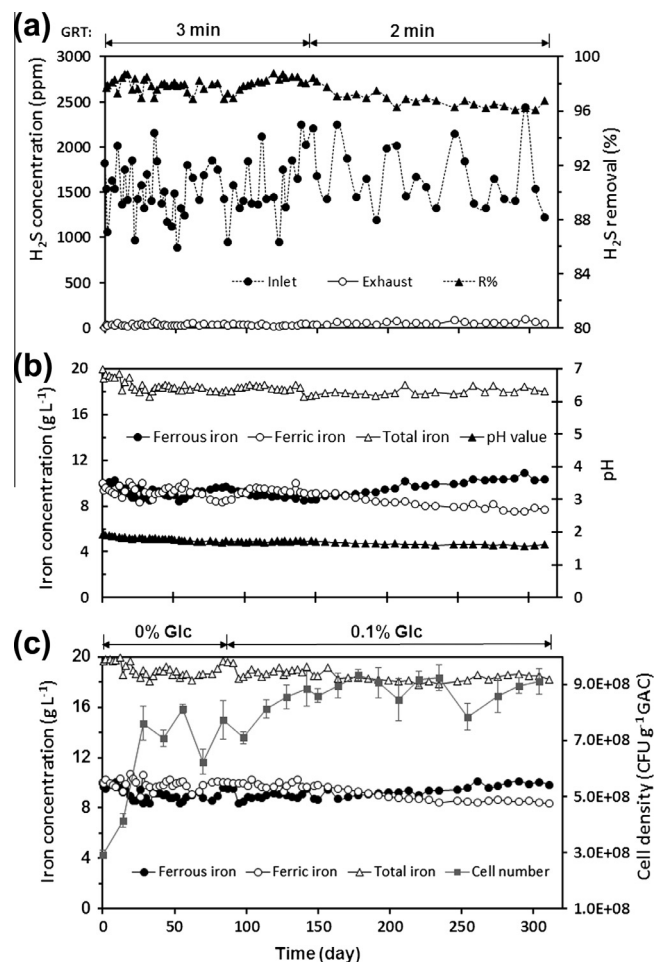 (a)
GRT:
3 min
2 min
3000
2500
2000
1500
1000
500
0
H₂S concentration (ppm)
100
96
92
88
84
80
H₂S removal (%)
Inlet
Exhaust
R%
(b)
20
16
12
8
4
0
Iron concentration (g L⁻¹)
7
6
5
4
3
2
1
0
pH
Ferrous iron
Ferric iron
Total iron
pH value
(c)
0% Glc
0.1% Glc
20
16
12
8
4
0
Iron concentration (g L⁻¹)
9.0E+08
7.0E+08
5.0E+08
3.0E+08
1.0E+08
Cell density (CFU g⁻¹GAC)
Ferrous iron
Ferric iron
Total iron
Cell number
0
50
100
150
200
250
300
Time (day)